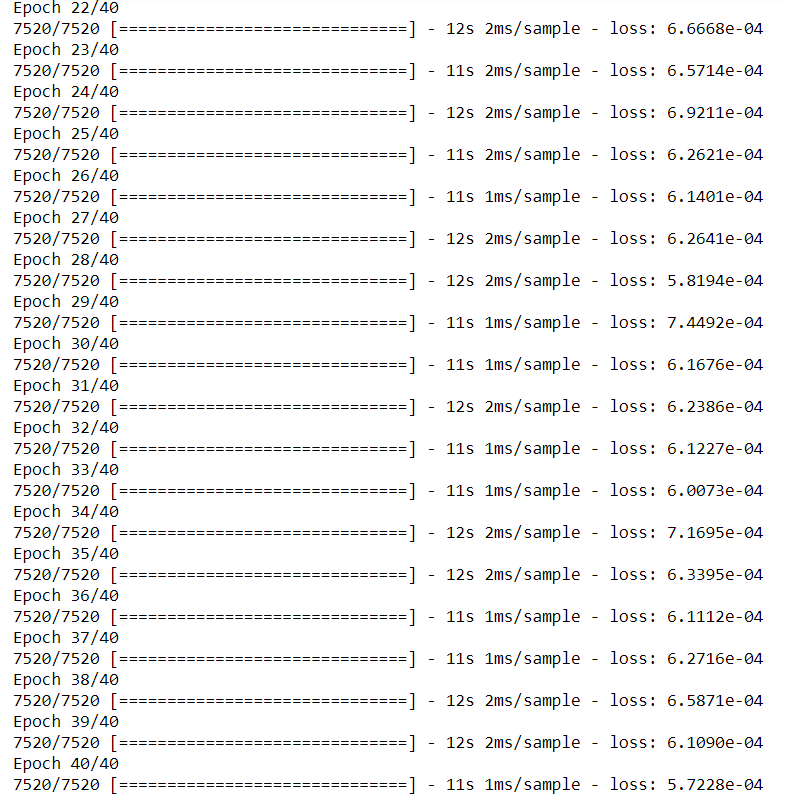 Epoch 22/40
7520/7520 [==============================] - 12s 2ms/sample - loss: 6.6668e-04
Epoch 23/40
7520/7520 [==============================] - 11s 2ms/sample - loss: 6.5714e-04
Epoch 24/40
7520/7520 [==============================] - 12s 2ms/sample - loss: 6.9211e-04
Epoch 25/40
7520/7520 [==============================] - 11s 2ms/sample - loss: 6.2621e-04
Epoch 26/40
7520/7520 [==============================] - 11s 1ms/sample - loss: 6.1401e-04
Epoch 27/40
7520/7520 [==============================] - 12s 2ms/sample - loss: 6.2641e-04
Epoch 28/40
7520/7520 [==============================] - 12s 2ms/sample - loss: 5.8194e-04
Epoch 29/40
7520/7520 [==============================] - 11s 1ms/sample - loss: 7.4492e-04
Epoch 30/40
7520/7520 [==============================] - 11s 1ms/sample - loss: 6.1676e-04
Epoch 31/40
7520/7520 [==============================] - 12s 2ms/sample - loss: 6.2386e-04
Epoch 32/40
7520/7520 [==============================] - 11s 1ms/sample - loss: 6.1227e-04
Epoch 33/40
7520/7520 [==============================] - 11s 1ms/sample - loss: 6.0073e-04
Epoch 34/40
7520/7520 [==============================] - 12s 2ms/sample - loss: 7.1695e-04
Epoch 35/40
7520/7520 [==============================] - 12s 2ms/sample - loss: 6.3395e-04
Epoch 36/40
7520/7520 [==============================] - 11s 1ms/sample - loss: 6.1112e-04
Epoch 37/40
7520/7520 [==============================] - 11s 1ms/sample - loss: 6.2716e-04
Epoch 38/40
7520/7520 [==============================] - 12s 2ms/sample - loss: 6.5871e-04
Epoch 39/40
7520/7520 [==============================] - 12s 2ms/sample - loss: 6.1090e-04
Epoch 40/40
7520/7520 [==============================] - 11s 1ms/sample - loss: 5.7228e-04